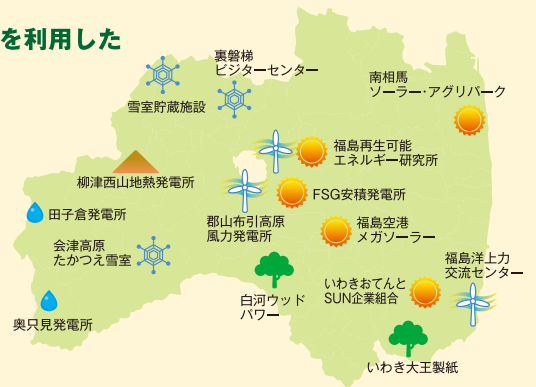 を利用した
裏磐梯
ビジターセンター
雪室貯蔵施設
南相馬
ソーラー・アグリパーク
福島再生可能
エネルギー研究所
柳津西山地熱発電所
FSG安積発電所
田子倉発電所
郡山布引高原
風力発電所
福島空港
メガソーラー
会津高原
たかつえ雪室
福島洋上力
交流センター
いわきおてんと
SUN企業組合
白河ウッド
パワー
奥只見発電所
いわき大王製紙